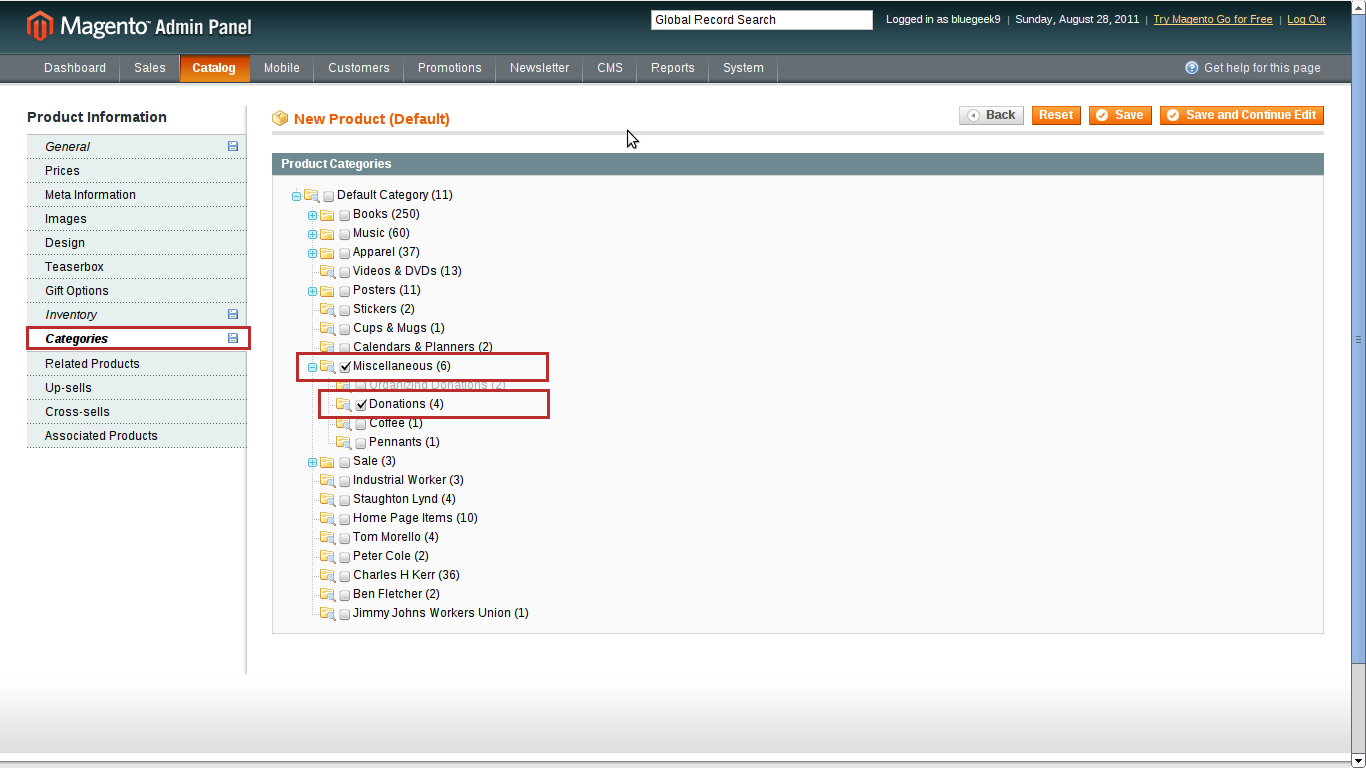 Magento™ Admin Panel
Global Record Search
Logged in as bluegeek9 | Sunday, August 28, 2011 | Try Magento Go for Free | Log Out
Dashboard Sales Catalog Mobile Customers Promotions Newsletter CMS Reports System
Get help for this page
Product Information
General
Prices
Meta Information
Images
Design
Teaserbox
Gift Options
Inventory
Categories
Related Products
Up-sells
Cross-sells
Associated Products
New Product (Default)
Back Reset Save Save and Continue Edit
Product Categories
Default Category (11)
Books (250)
Music (60)
Apparel (37)
Videos & DVDs (13)
Posters (11)
Stickers (2)
Cups & Mugs (1)
Calendars & Planners (2)
Miscellaneous (6)
Organizing Donations (2)
Donations (4)
Coffee (1)
Pennants (1)
Sale (3)
Industrial Worker (3)
Staughton Lynd (4)
Home Page Items (10)
Tom Morello (4)
Peter Cole (2)
Charles H Kerr (36)
Ben Fletcher (2)
Jimmy Johns Workers Union (1)